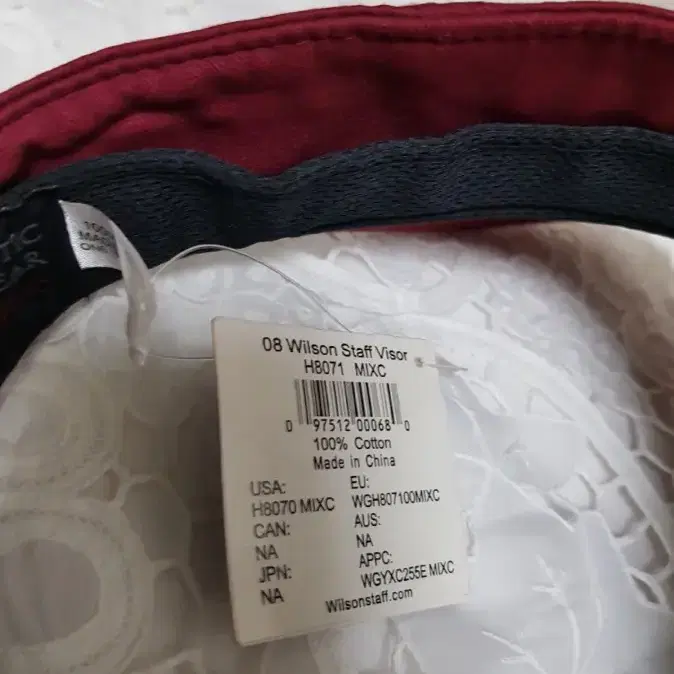 08 Wilson Staff Visor
H8071 MIXC
0 97512 00068 0
100% Cotton
Made in China
USA:
H8070 MIXC
CAN:
NA
JPN:
NA
EU:
WGH807100MIXC
AUS:
NA
APPC:
WGYXC255E MIXC
Wilsonstaff.com